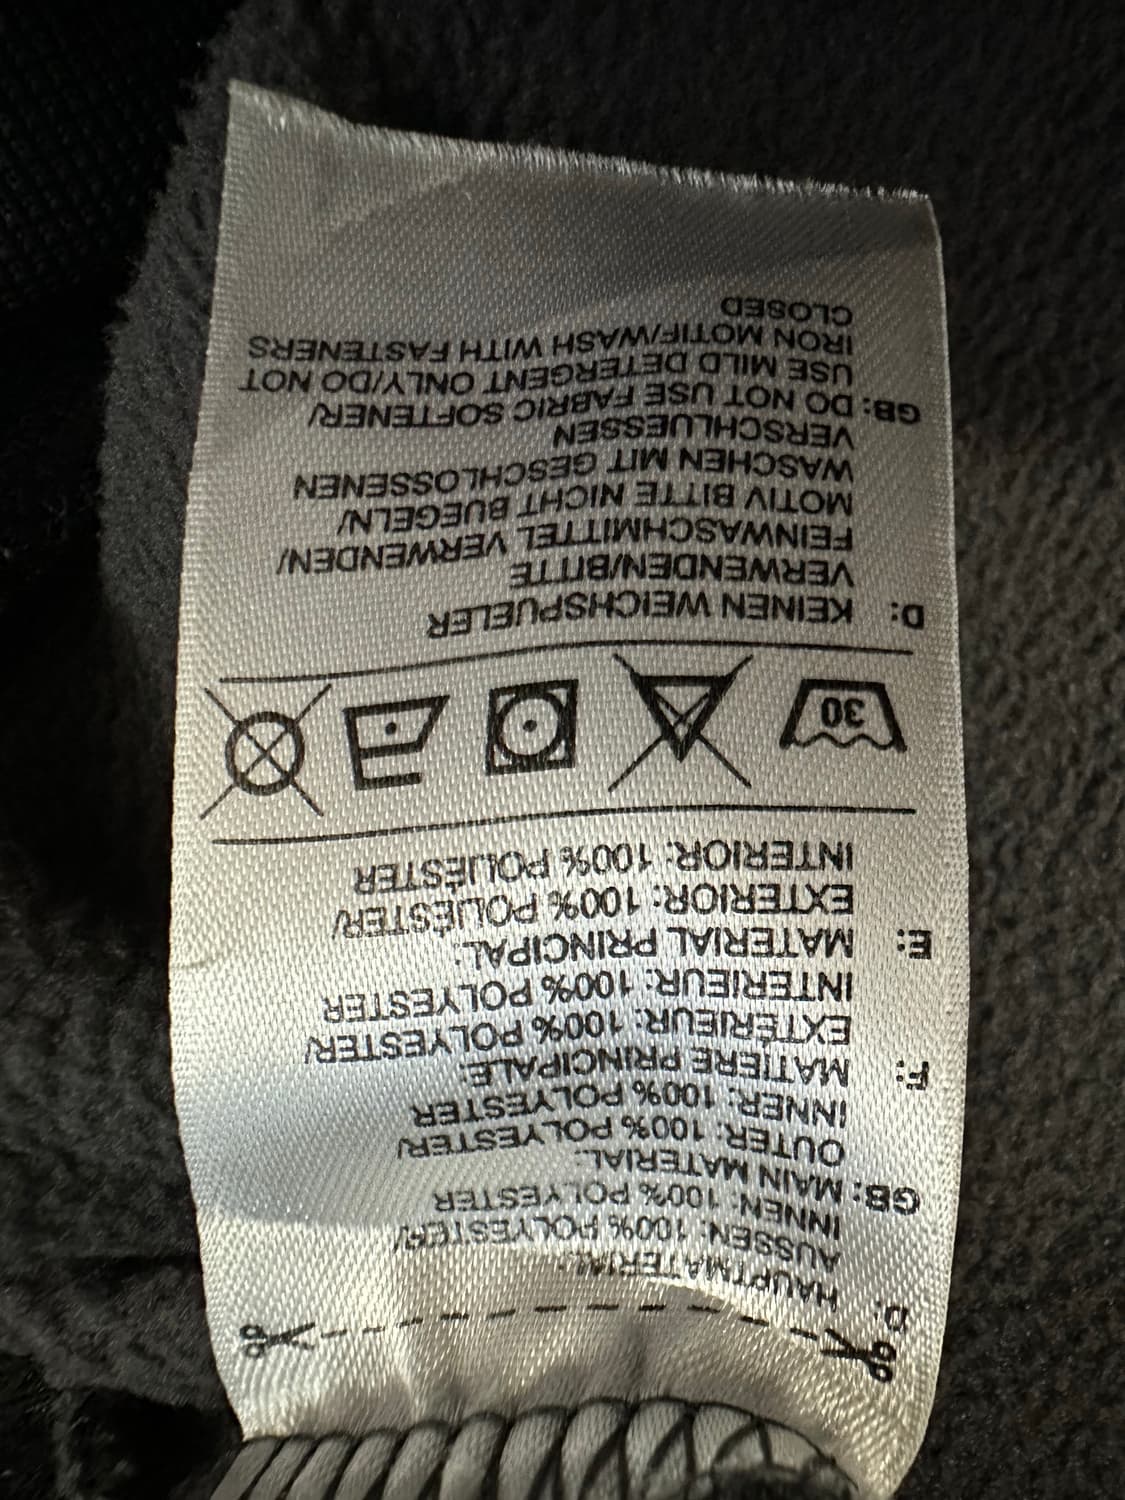 D: HAUPTMATERIAL:
AUSSEN: 100% POLYESTER/
INNEN: 100% POLYESTER
GB: MAIN MATERIAL:
OUTER: 100% POLYESTER/
INNER: 100% POLYESTER
F: MATIÈRE PRINCIPALE:
EXTÉRIEUR: 100% POLYESTER/
INTERIEUR: 100% POLYESTER
E: MATERIAL PRINCIPAL:
EXTERIOR: 100% POLIÉSTER/
INTERIOR: 100% POLIÉSTER
30
D: KEINEN WEICHSPUELER
VERWENDEN/BITTE
FEINWASCHMITTEL VERWENDEN/
MOTIV BITTE NICHT BUEGELN/
WASCHEN MIT GESCHLOSSENEN
VERSCHLUESSEN
GB: DO NOT USE FABRIC SOFTENER/
USE MILD DETERGENT ONLY/DO NOT
IRON MOTIF/WASH WITH FASTENERS
CLOSED